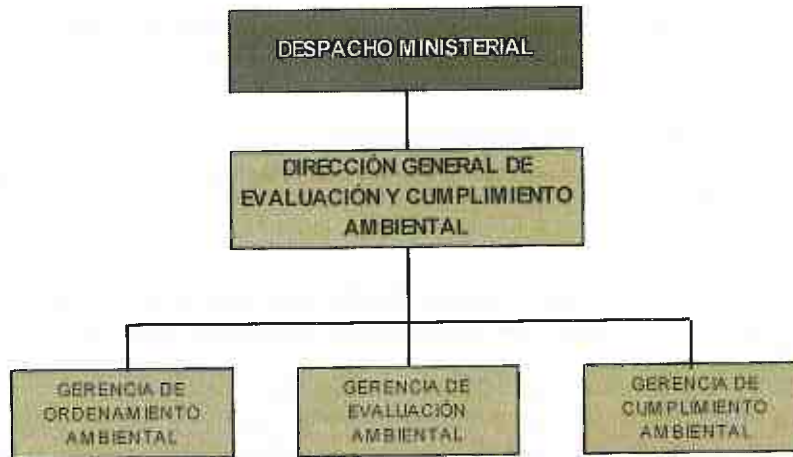 DESPACHO MINISTERIAL
DIRECCIÓN GENERAL DE
EVALUACIÓN Y CUMPLIMIENTO
AMBIENTAL
GERENCIA DE
ORDENAMIENTO
AMBIENTAL
GERENCIA DE
EVALUACIÓN
AMBIENTAL
GERENCIA DE
CUMPLIMIENTO
AMBIENTAL